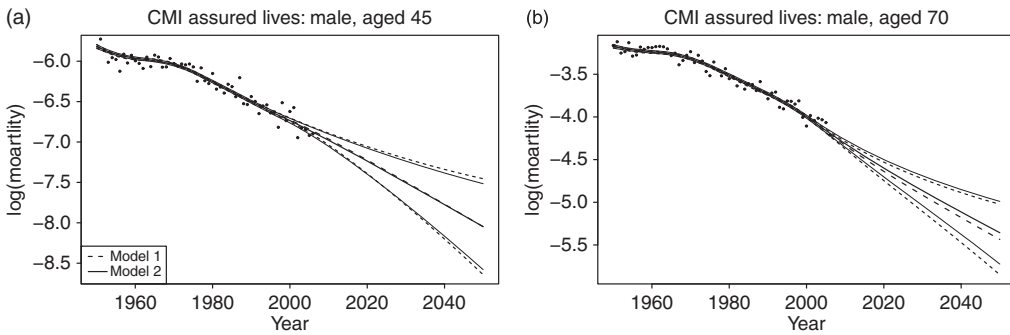 (a) CMI assured lives: male, aged 45
log(moartlity)
−6.0
−6.5
−7.0
−7.5
−8.0
−8.5
Model 1
Model 2
1960 1980 2000 2020 2040
Year
(b) CMI assured lives: male, aged 70
log(moartlity)
−3.5
−4.0
−4.5
−5.0
−5.5
1960 1980 2000 2020 2040
Year